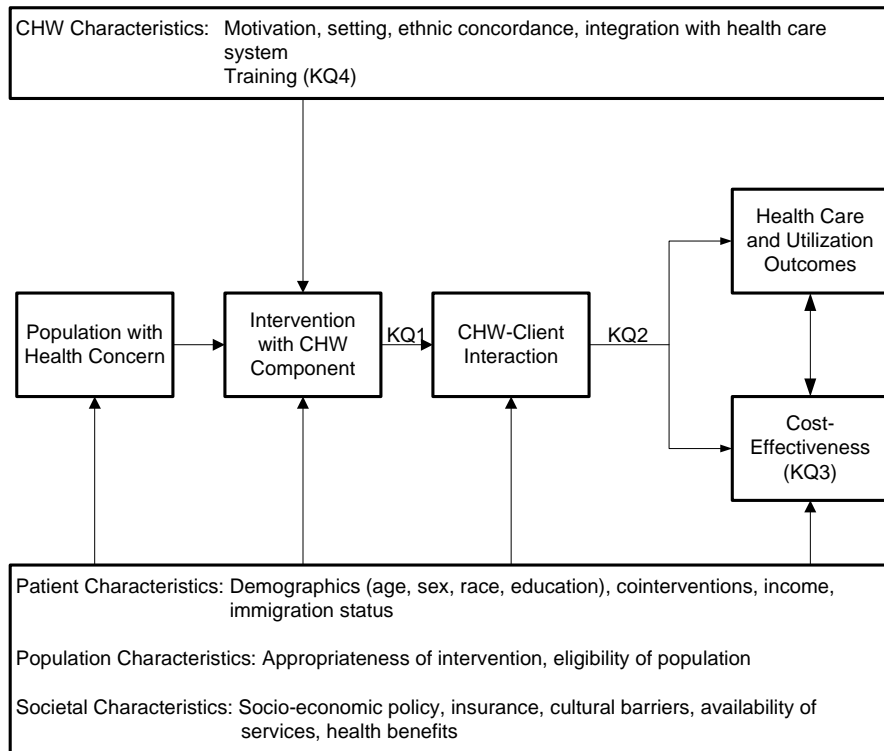 CHW Characteristics: Motivation, setting, ethnic concordance, integration with health care
system
Training (KQ4)
Health Care
and Utilization
Outcomes
Population with
Health Concern
Intervention
with CHW
Component
KQ1
CHW-Client
Interaction
KQ2
Cost-
Effectiveness
(KQ3)
Patient Characteristics: Demographics (age, sex, race, education), cointerventions, income,
immigration status
Population Characteristics: Appropriateness of intervention, eligibility of population
Societal Characteristics: Socio-economic policy, insurance, cultural barriers, availability of
services, health benefits